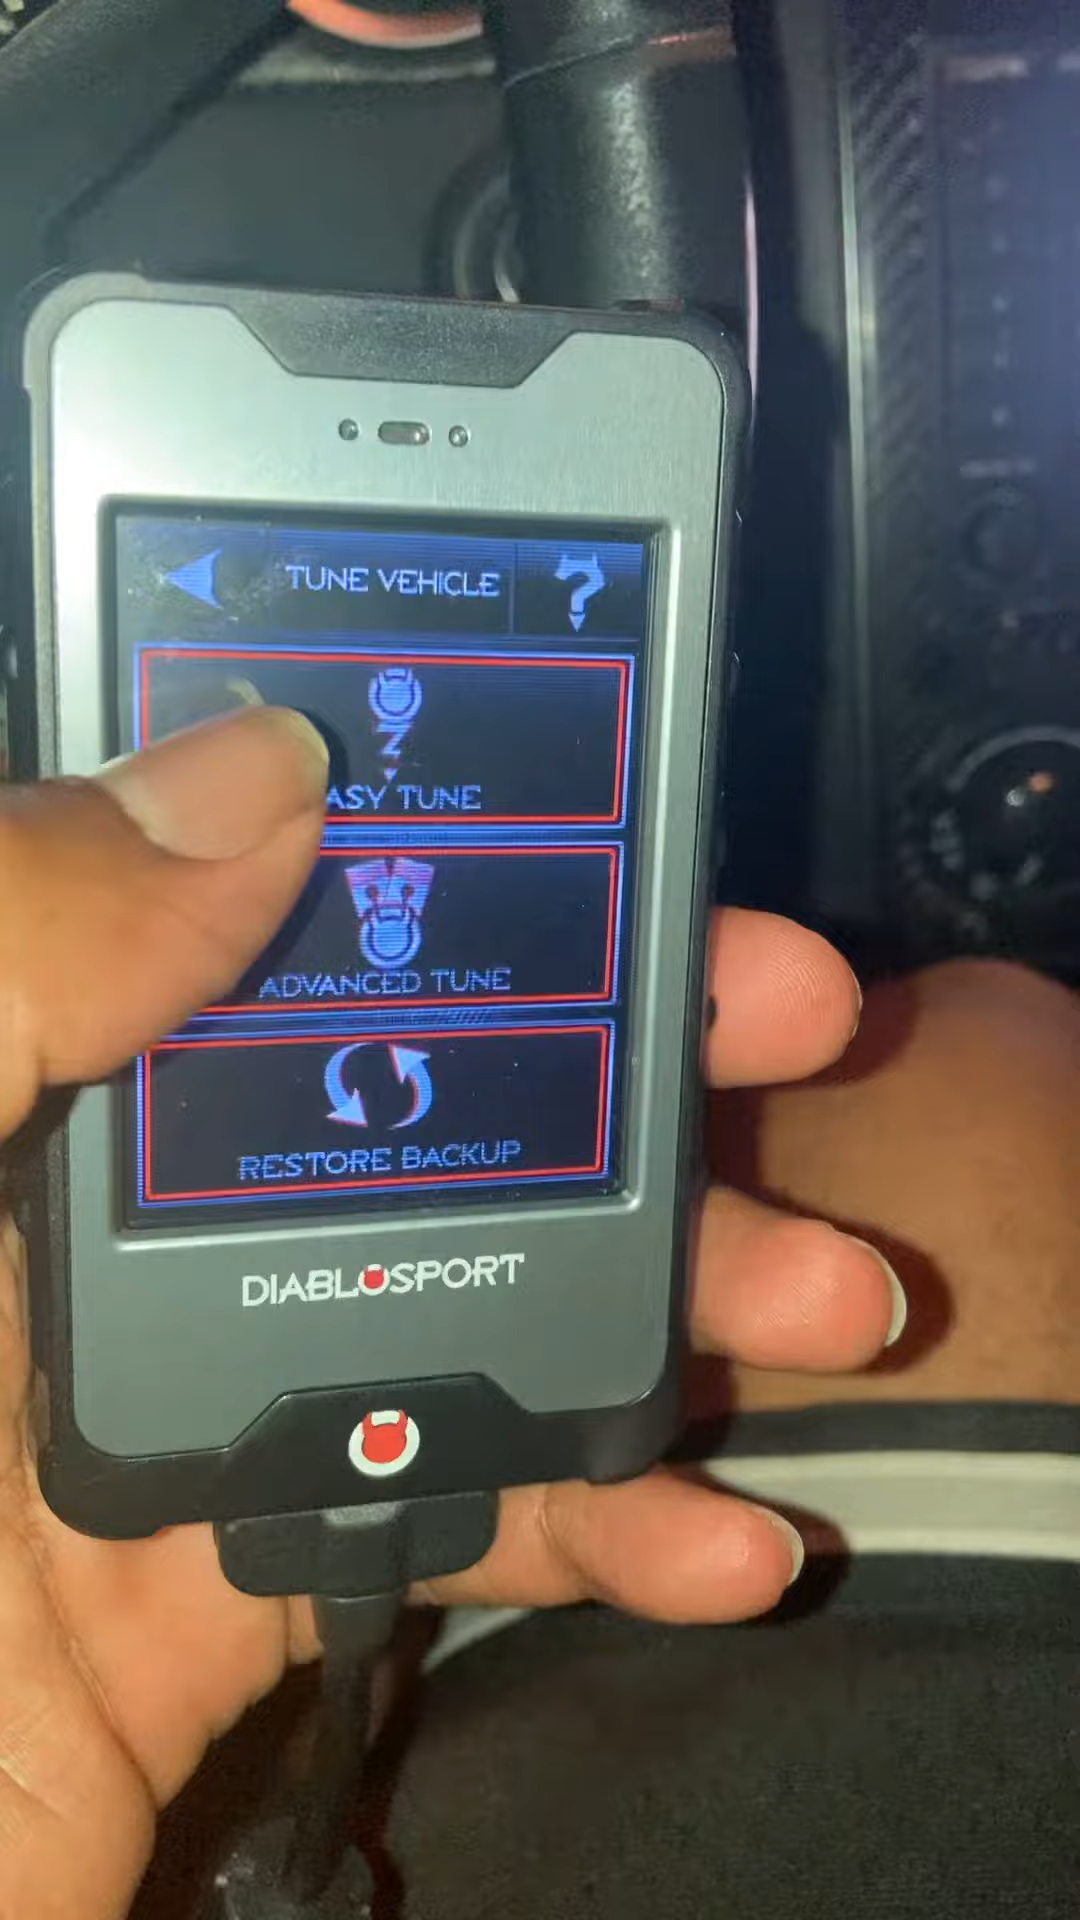 TUNE VEHICLE
ASY TUNE
ADVANCED TUNE
RESTORE BACKUP
DIABLOSPORT